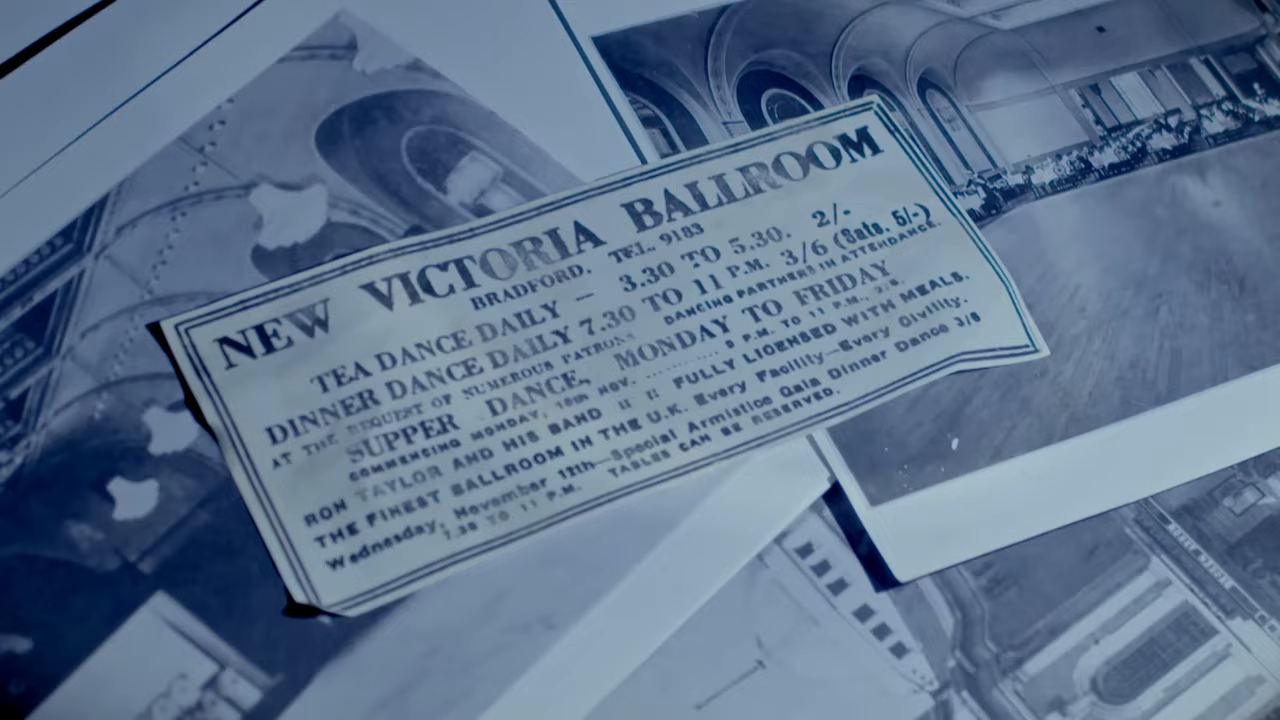 NEW VICTORIA BALLROOM
BRADFORD. TEL. 9183
TEA DANCE DAILY — 3.30 TO 5.30. 2/-
DINNER DANCE DAILY 7.30 TO 11 P.M. 3/6 (Sats. 5/-)
AT THE REQUEST OF NUMEROUS PATRONS DANCING PARTNERS IN ATTENDANCE.
SUPPER DANCE, MONDAY TO FRIDAY
COMMENCING MONDAY, NOV. ......... 9 P.M. TO 11 P.M.,
RON TAYLOR AND HIS BAND :: :: FULLY LICENSED WITH MEALS.
THE FINEST BALLROOM IN THE U.K. Every Facility—Every Civility.
Wednesday, November 12th—Special Armistice Gala Dinner Dance 3/6
7.30 TO 11 P.M. TABLES CAN BE RESERVED.